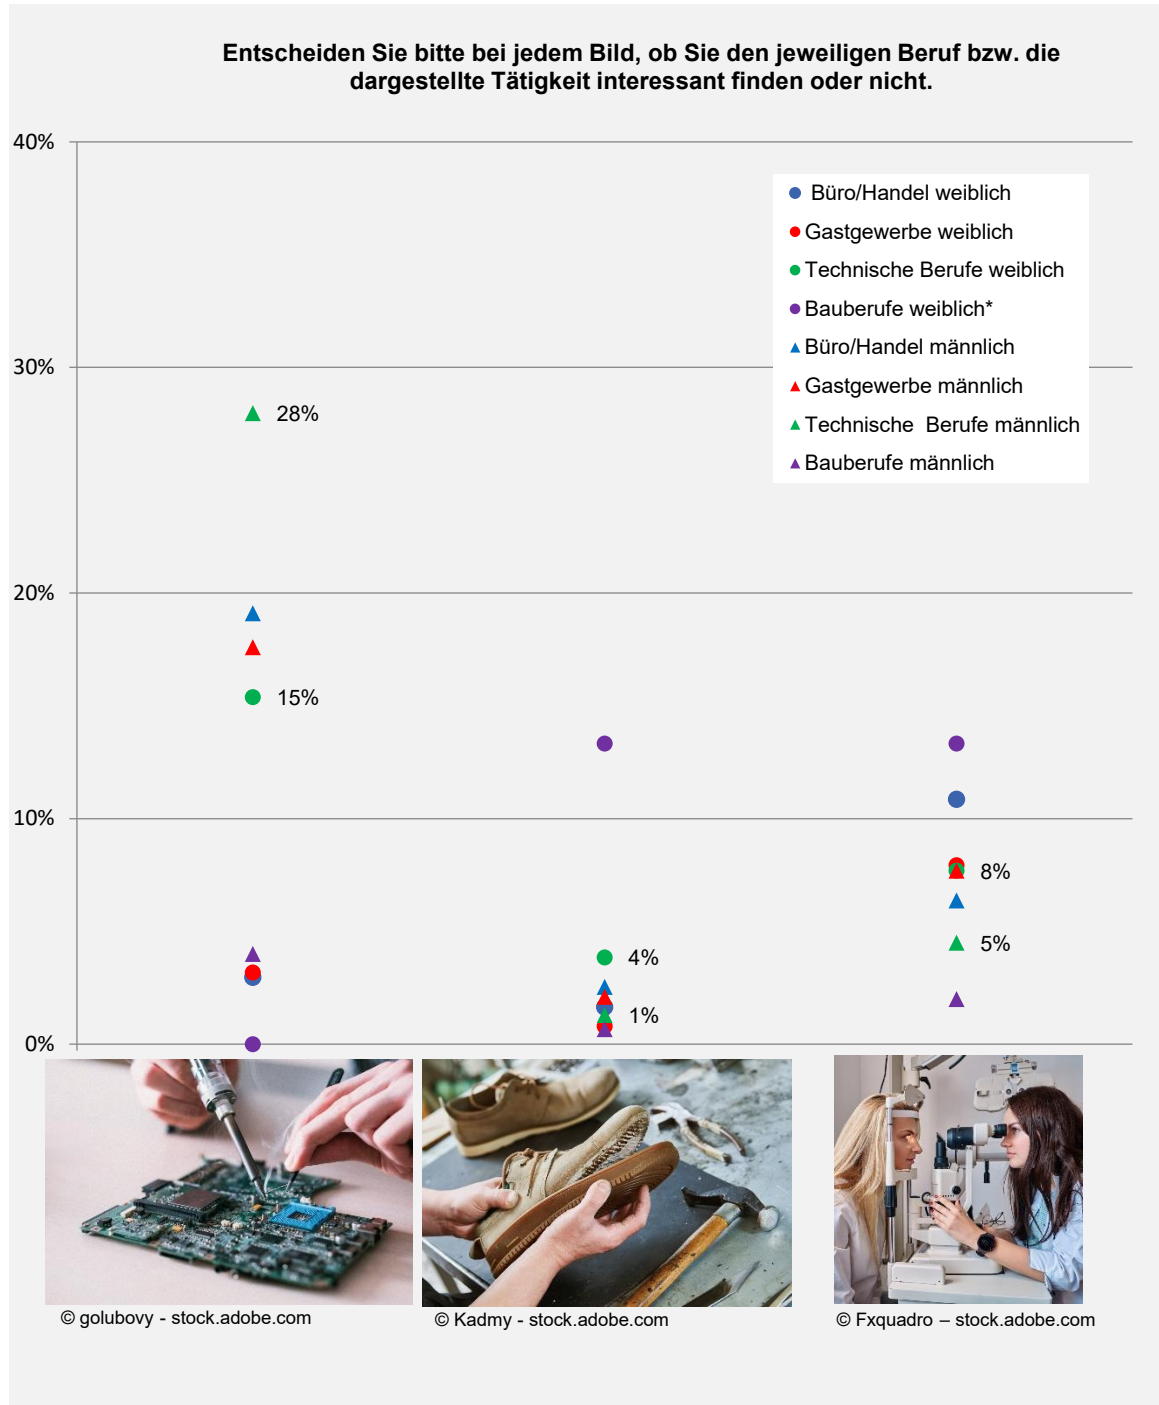 Entscheiden Sie bitte bei jedem Bild, ob Sie den jeweiligen Beruf bzw. die
dargestellte Tätigkeit interessant finden oder nicht.
40%
Büro/Handel weiblich
Gastgewerbe weiblich
Technische Berufe weiblich
Bauberufe weiblich*
Büro/Handel männlich
30%
Gastgewerbe männlich
28%
Technische  Berufe männlich
Bauberufe männlich
20%
15%
10%
8%
4%
5%
1%
0%
© golubovy - stock.adobe.com
© Kadmy - stock.adobe.com
© Fxquadro – stock.adobe.com